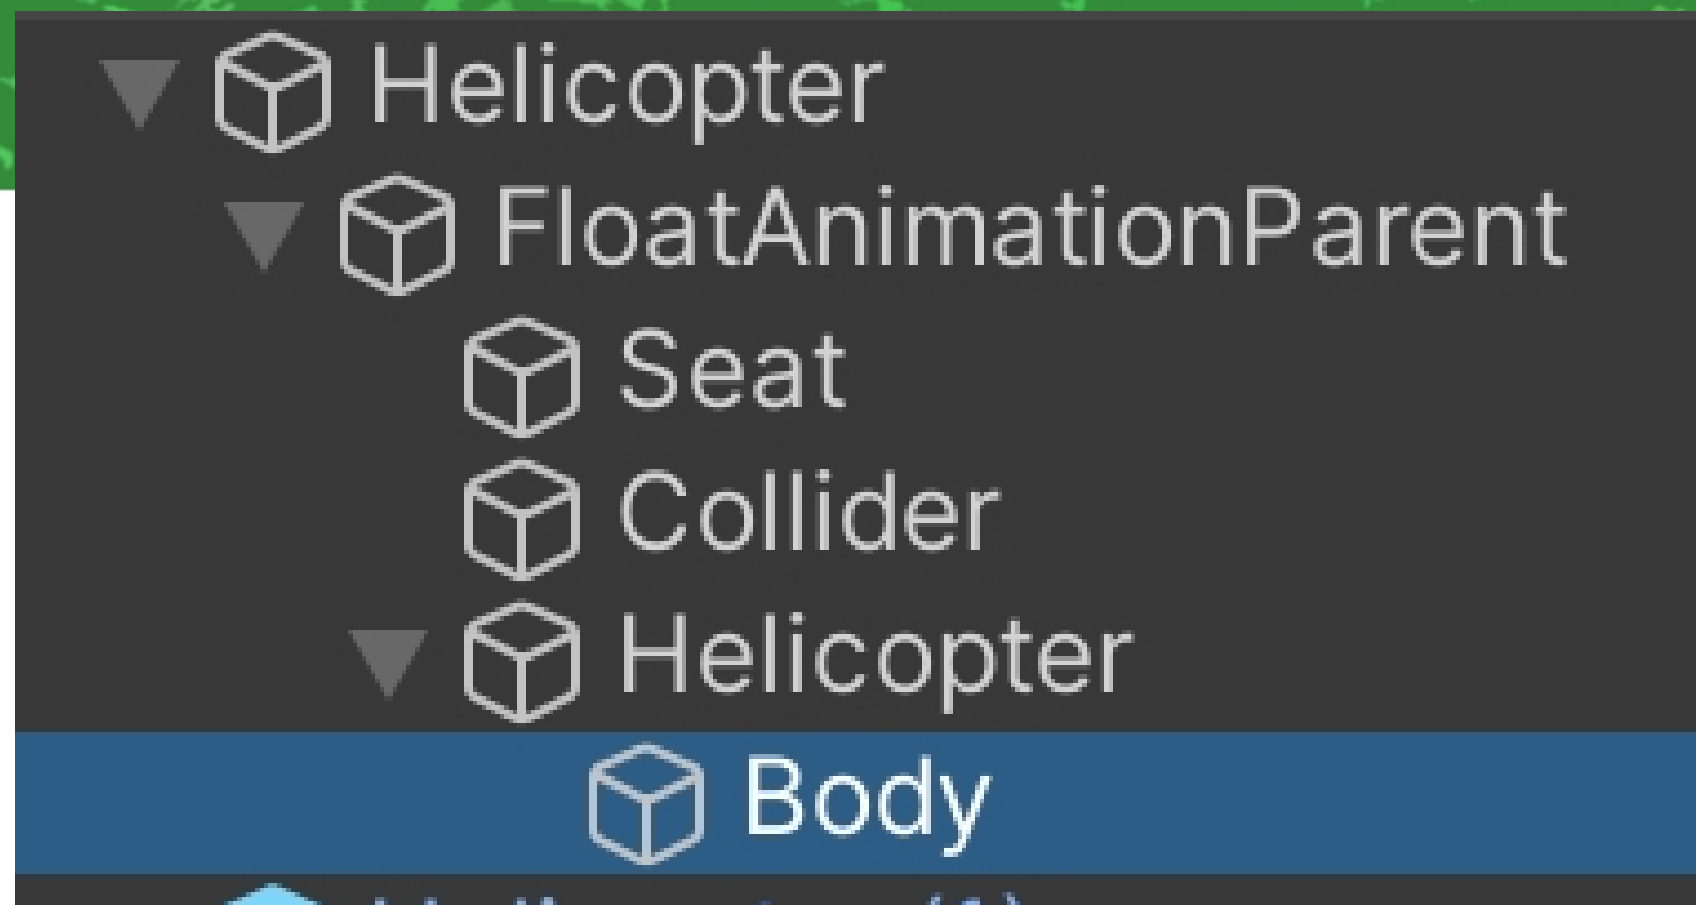 Helicopter
FloatAnimationParent
Seat
Collider
Helicopter
Body